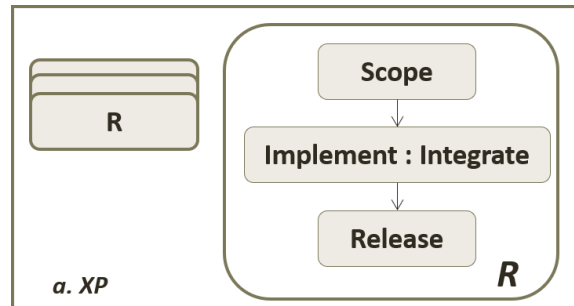 R
Scope
Implement : Integrate
Release
R
a. XP